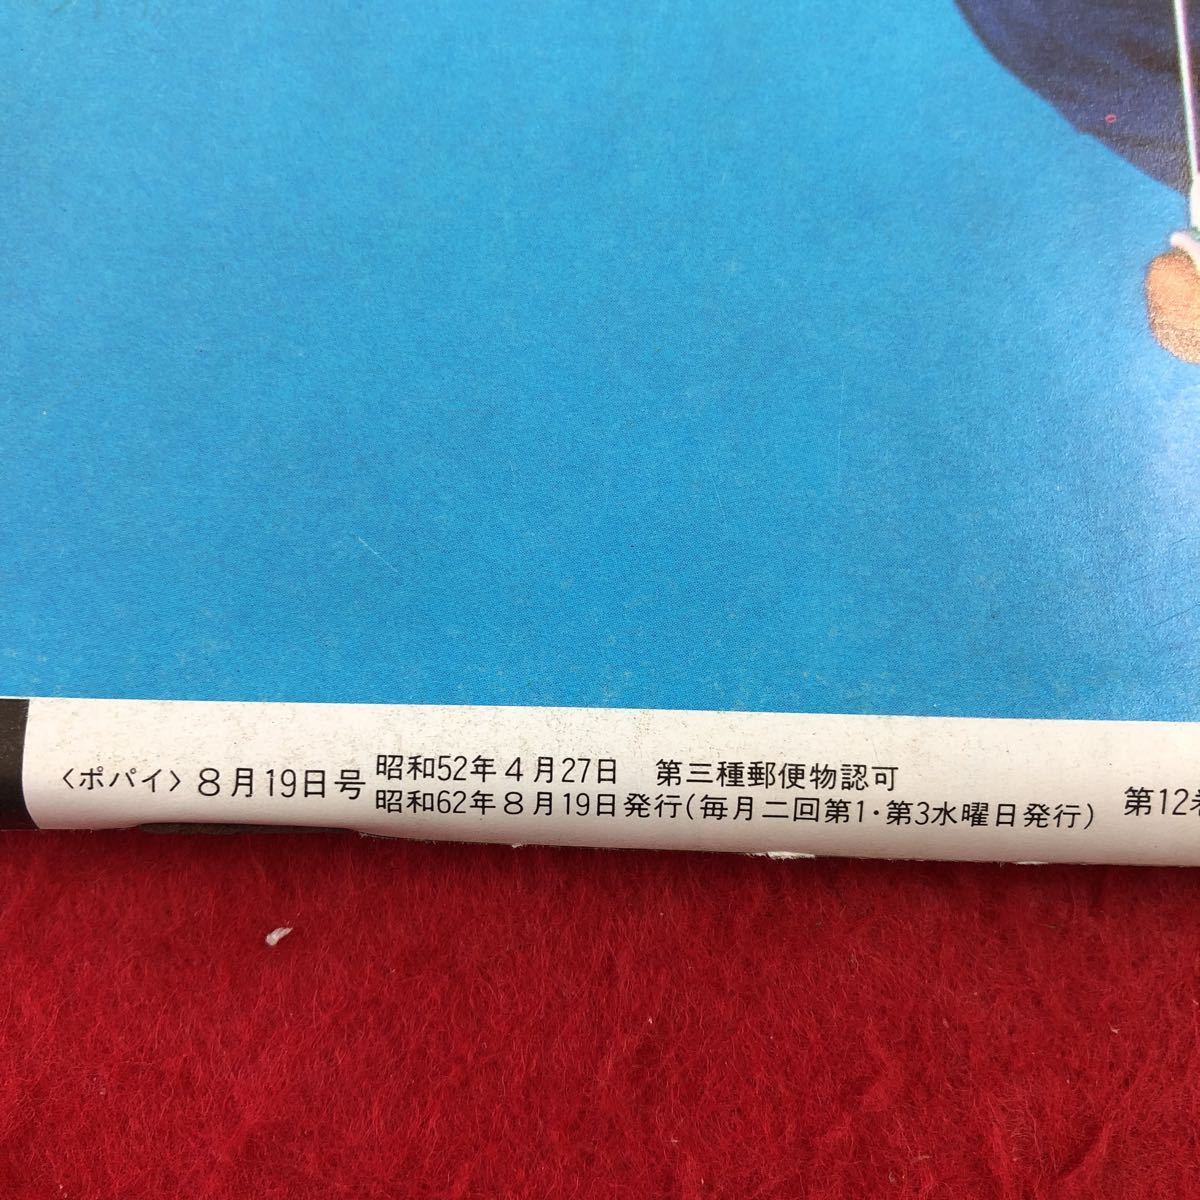 〈ポパイ〉8月19日号
昭和52年4月27日 第三種郵便物認可
昭和62年8月19日発行(毎月二回第1・第3水曜日発行)
第12巻